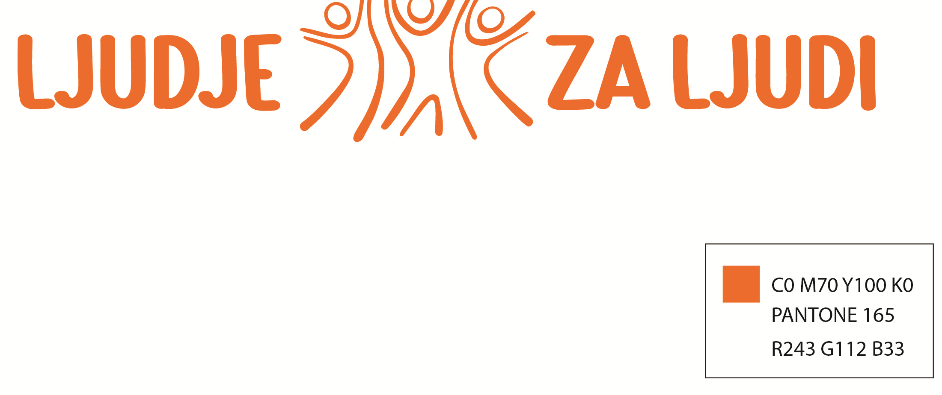 LJUDJE ZA LJUDI
C0 M70 Y100 K0
PANTONE 165
R243 G112 B33